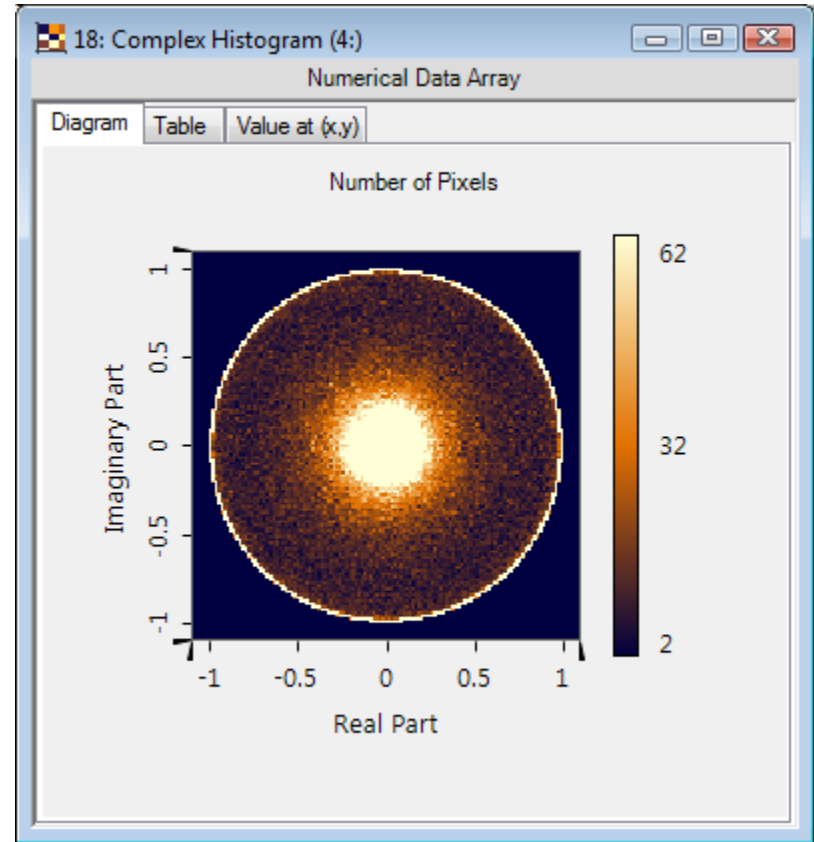 18: Complex Histogram (4:)
Numerical Data Array
Diagram Table Value at (x,y)
Number of Pixels
62
32
2
1
0.5
0
-0.5
-1
Imaginary Part
-1 -0.5 0 0.5 1
Real Part